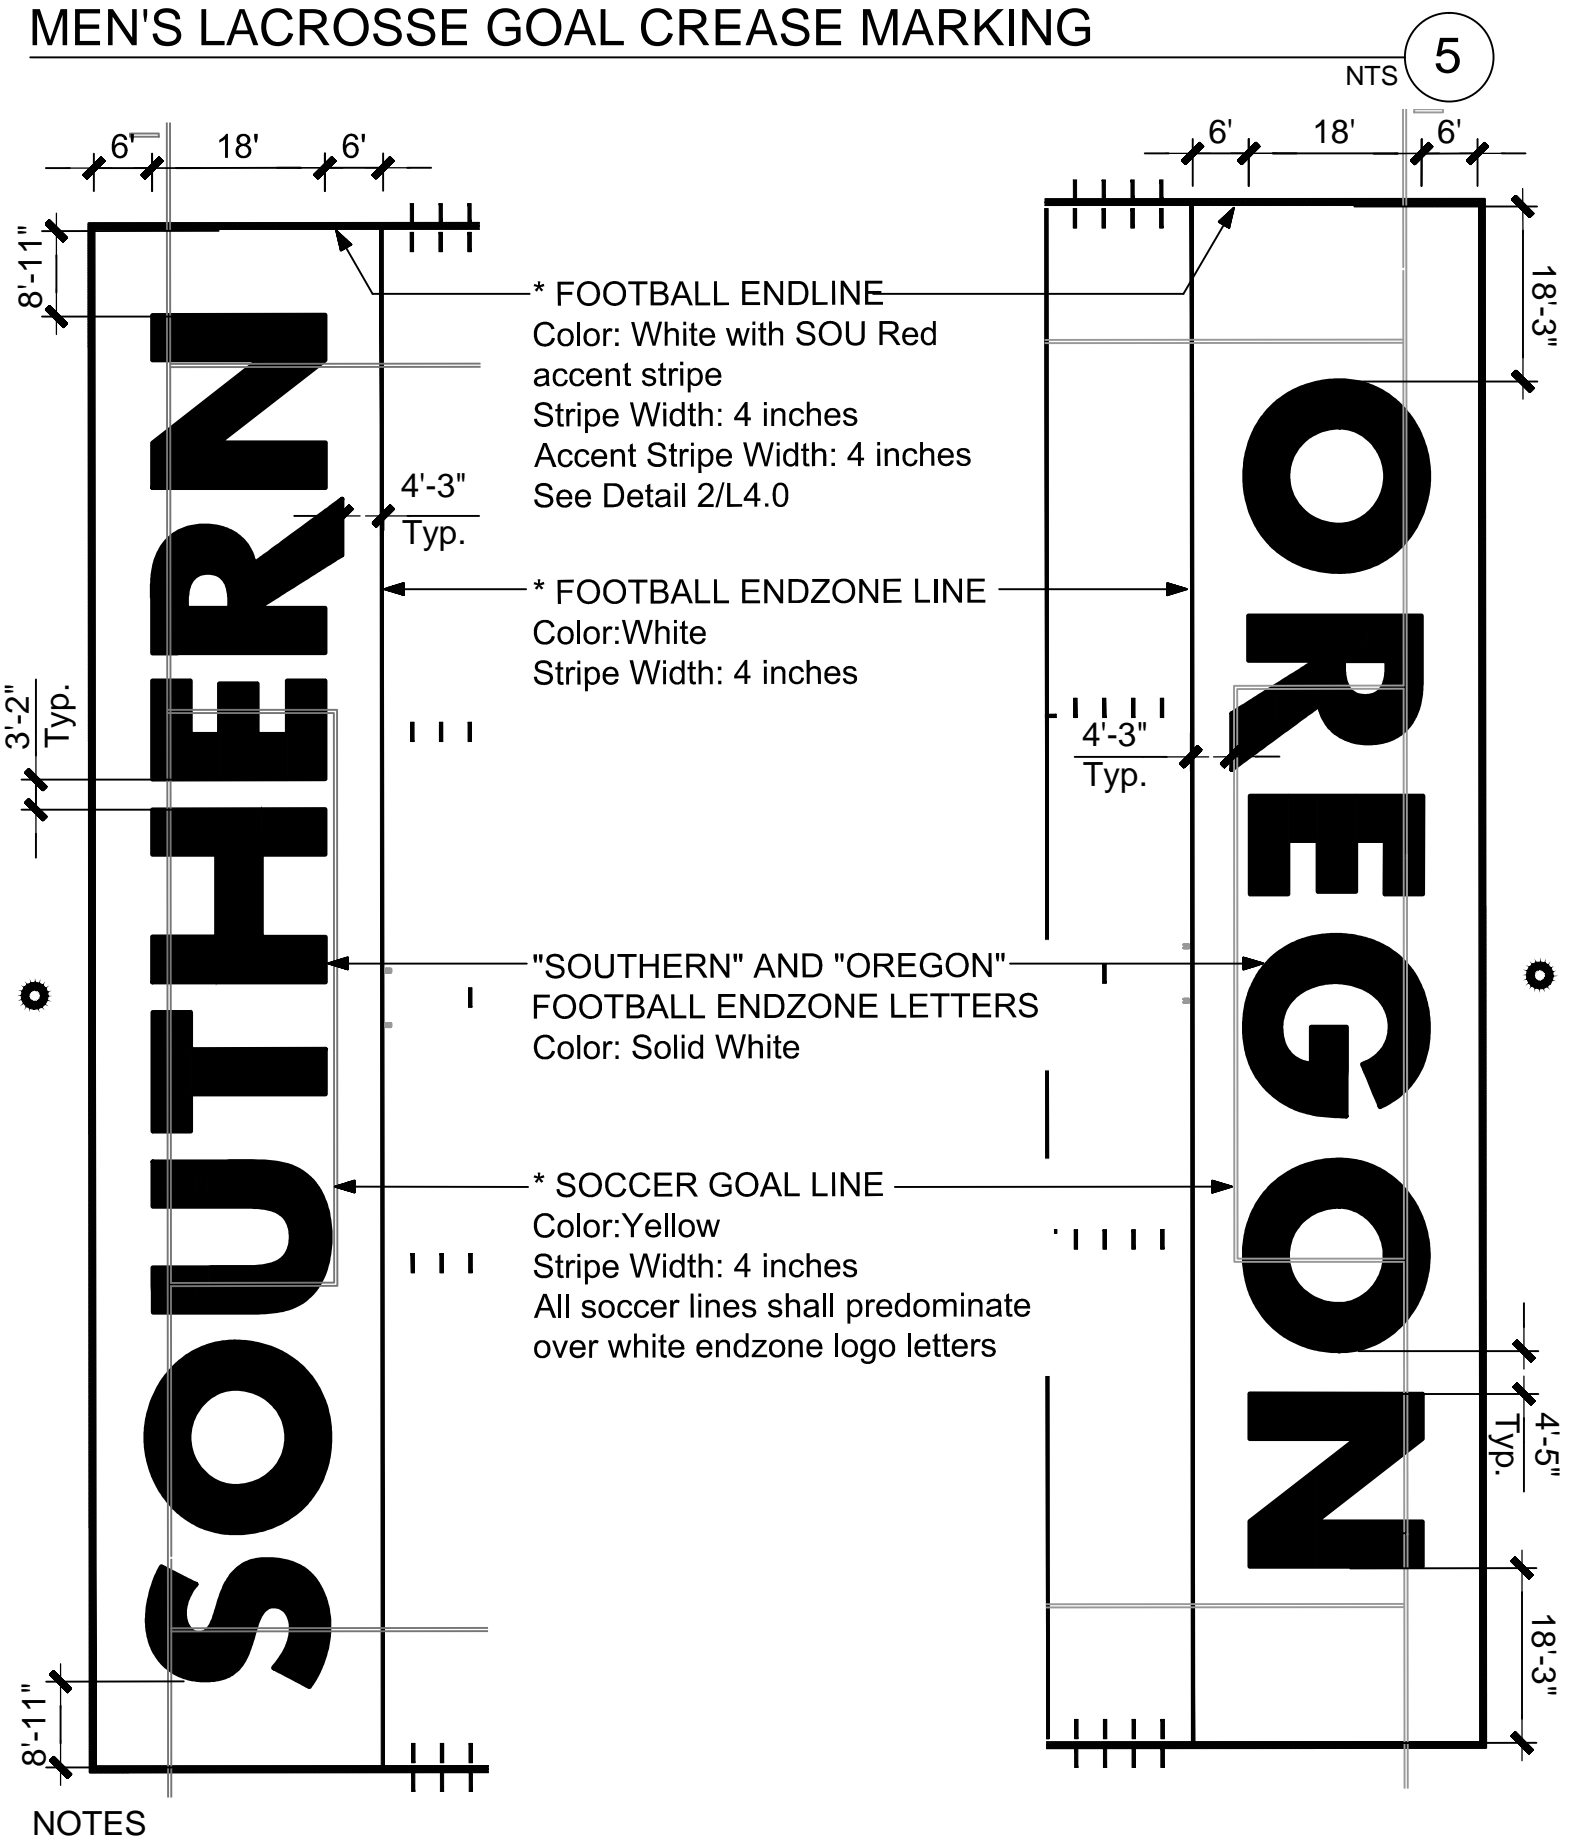 MEN'S LACROSSE GOAL CREASE MARKING
NTS
5
6'
18'
6'
6'
18'
6'
8'-11"
18'-3"
* FOOTBALL ENDLINE
Color: White with SOU Red
accent stripe
Stripe Width: 4 inches
Accent Stripe Width: 4 inches
See Detail 2/L4.0
4'-3"
Typ.
* FOOTBALL ENDZONE LINE
Color:White
Stripe Width: 4 inches
3'-2"
Typ.
4'-3"
Typ.
SOUTHERN
OREGON
"SOUTHERN" AND "OREGON"
FOOTBALL ENDZONE LETTERS
Color: Solid White
* SOCCER GOAL LINE
Color:Yellow
Stripe Width: 4 inches
All soccer lines shall predominate
over white endzone logo letters
4'-5"
Typ.
8'-11"
18'-3"
NOTES